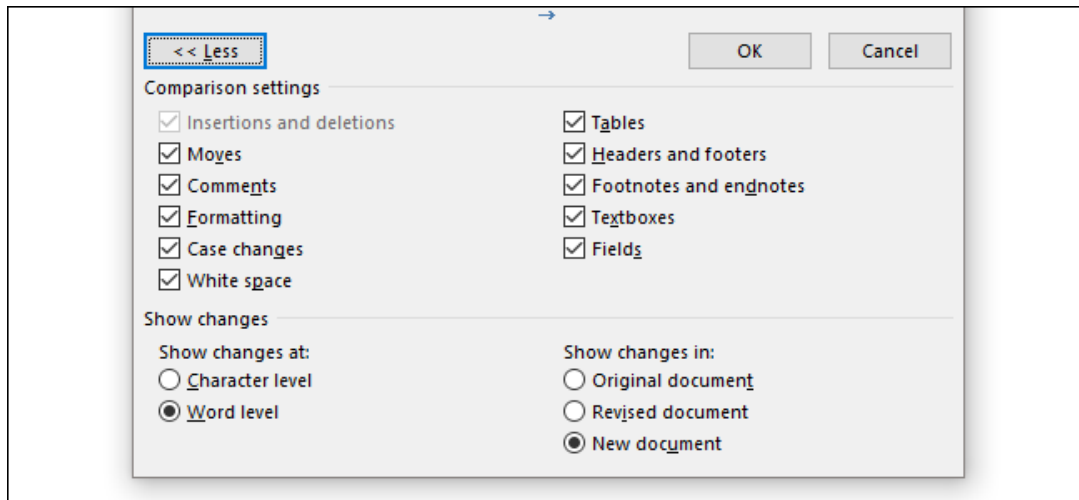 << Less
OK
Cancel
Comparison settings
Insertions and deletions
Moves
Comments
Formatting
Case changes
White space
Tables
Headers and footers
Footnotes and endnotes
Textboxes
Fields
Show changes
Show changes at:
Character level
Word level
Show changes in:
Original document
Revised document
New document